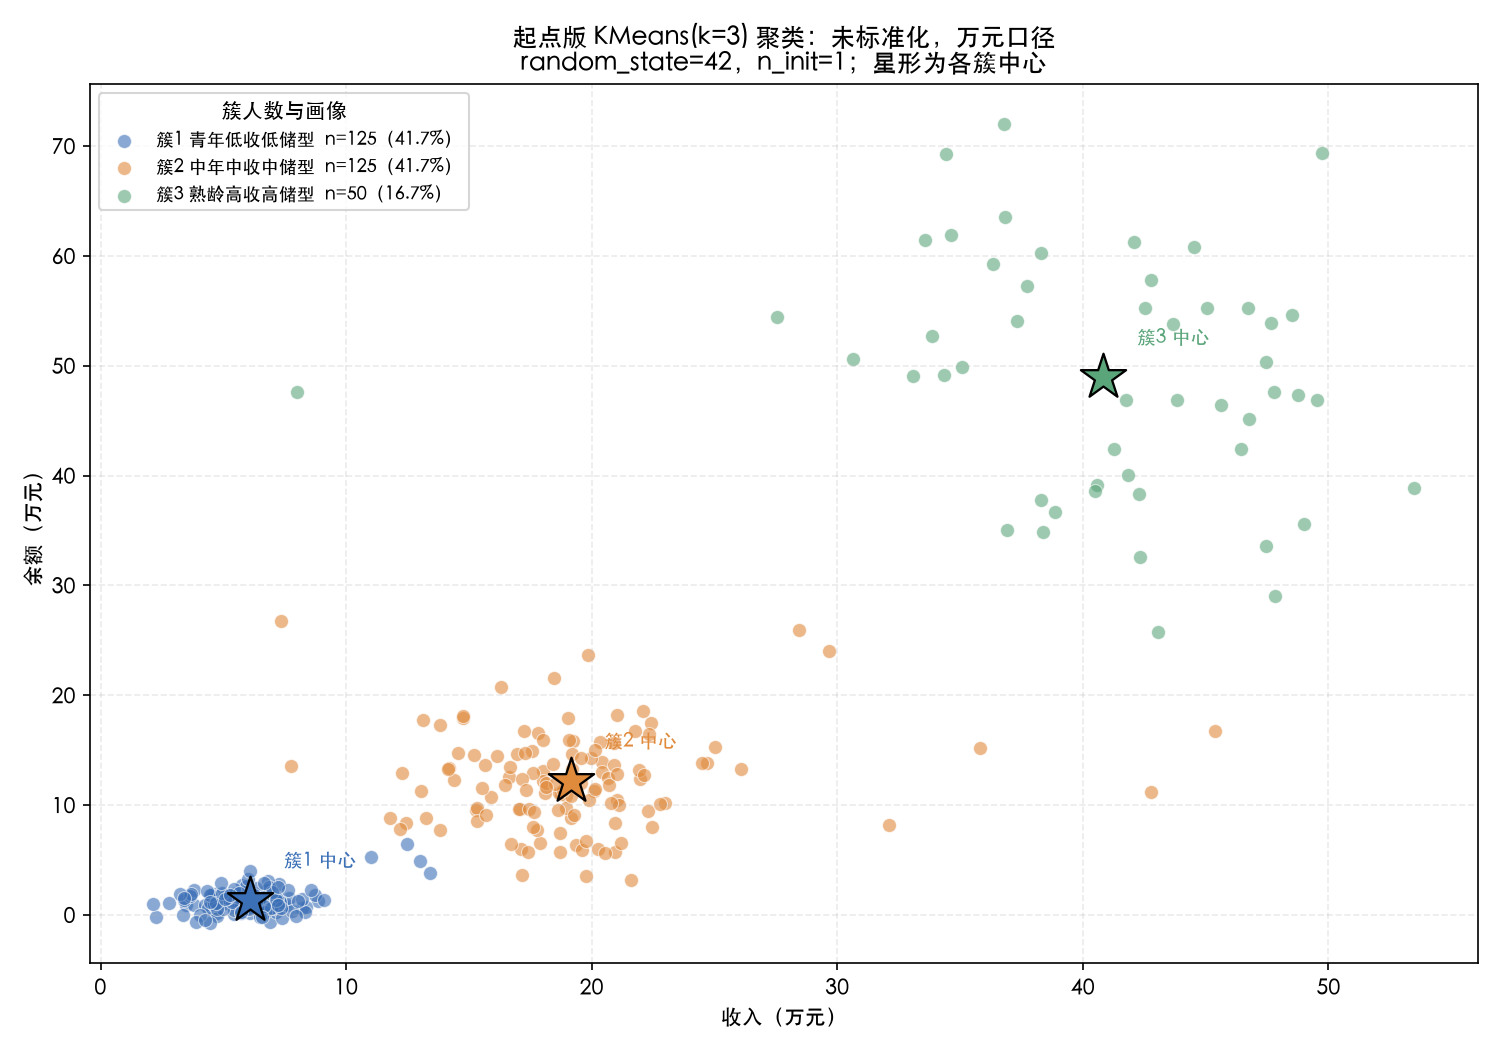 起点版 KMeans(k=3) 聚类：未标准化，万元口径
random_state=42，n_init=1；星形为各簇中心
簇人数与画像
簇1 青年低收低储型 n=125 (41.7%)
簇2 中年中收中储型 n=125 (41.7%)
簇3 熟龄高收高储型 n=50 (16.7%)
70
60
50
40
30
20
10
0
余额（万元）
簇3 中心
簇2 中心
簇1 中心
0 10 20 30 40 50
收入（万元）